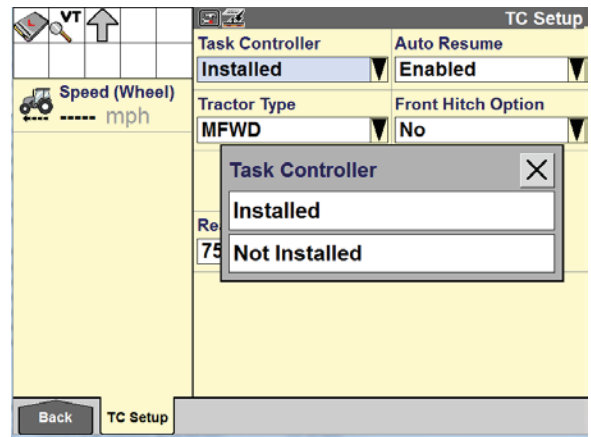 VT
TC Setup
Task Controller
Auto Resume
Installed
Enabled
Speed (Wheel)
----- mph
Tractor Type
Front Hitch Option
MFWD
No
Task Controller
Installed
Re
75
Not Installed
Back
TC Setup